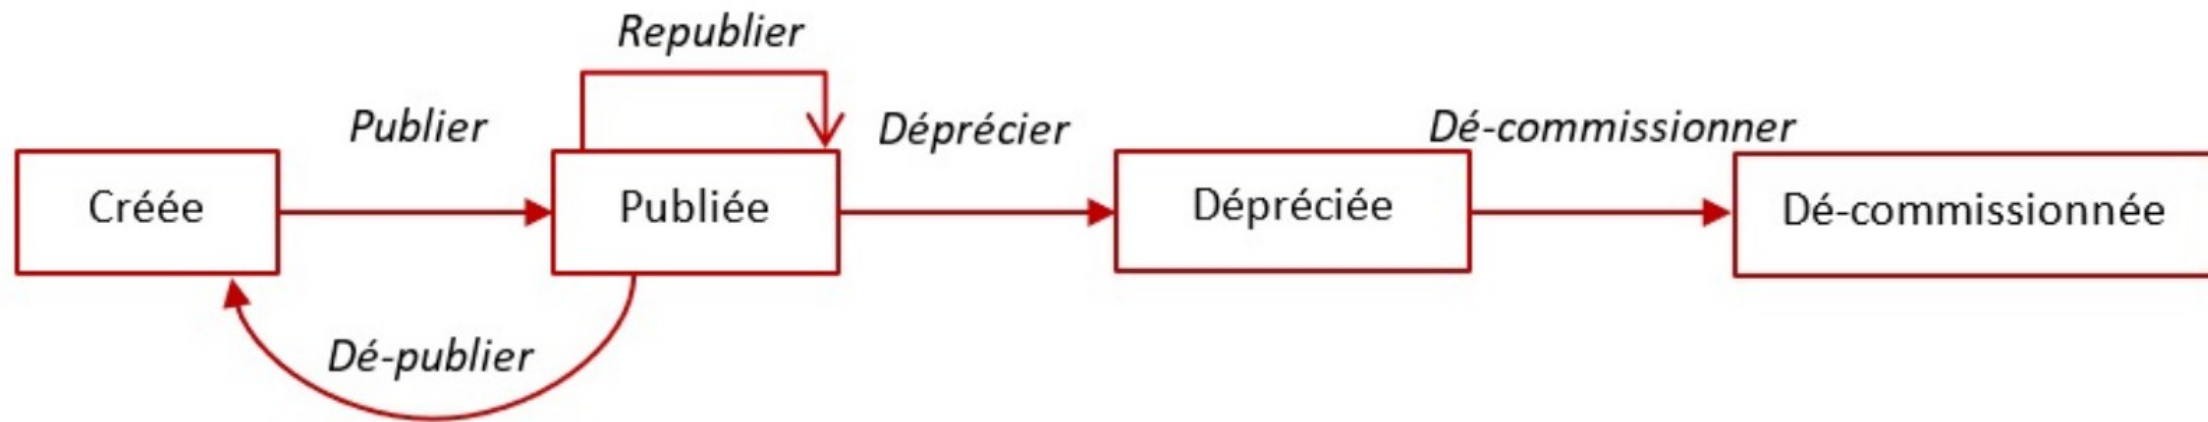 Republier
Publier
Déprécier
Dé-commissionner
Créée
Publiée
Dépréciée
Dé-commissionnée
Dé-publier